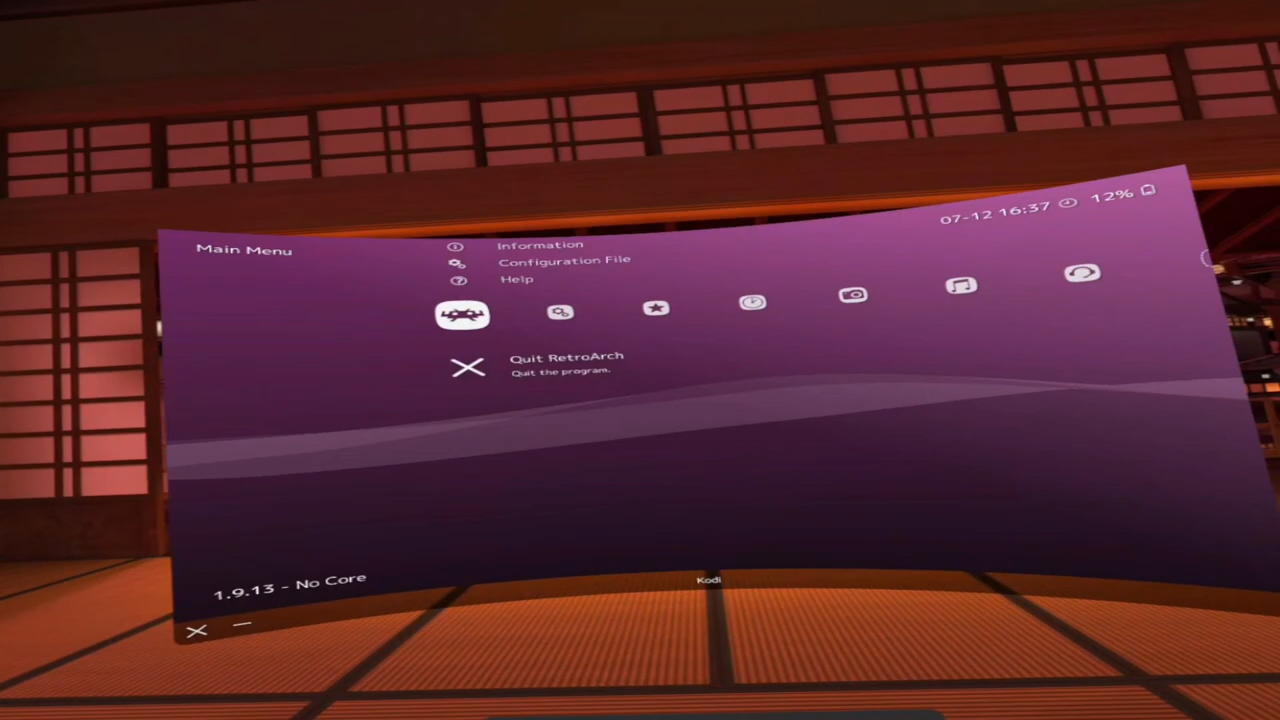 Main Menu
07-12 16:37 12%
Information
Configuration File
Help
Quit RetroArch
Quit the program.
1.9.13 - No Core
Kodi